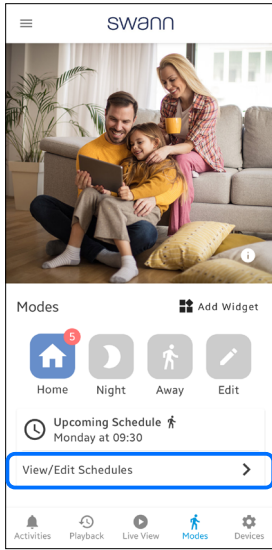 swann
Modes
Add Widget
5
Home Night Away Edit
Upcoming Schedule
Monday at 09:30
View/Edit Schedules
Activities Playback Live View Modes Devices